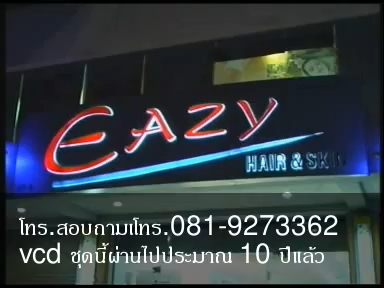 EAZY
HAIR & SKIN
โทร.สอบถามแโทร.081-9273362
vcd ชุดนี้ผ่านไปประมาณ 10 ปีแล้ว